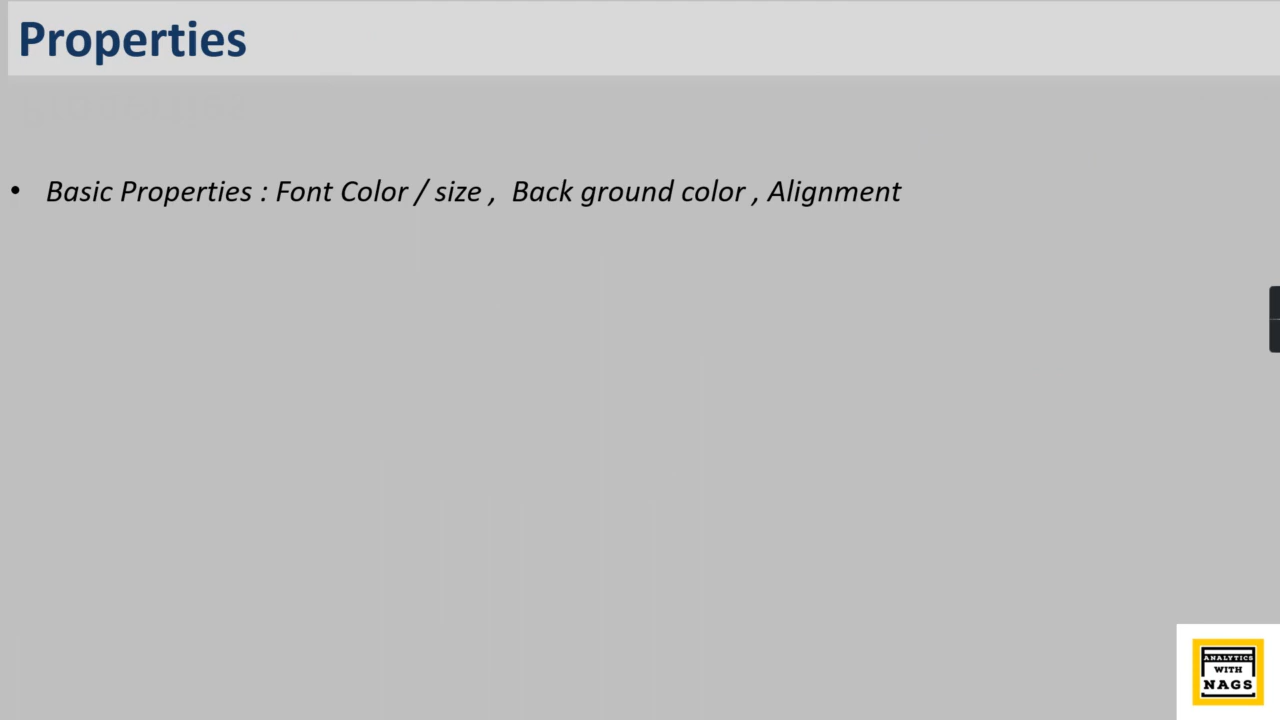 Properties
• Basic Properties : Font Color / size ,  Back ground color , Alignment
ANALYTICS
WITH
NAGS